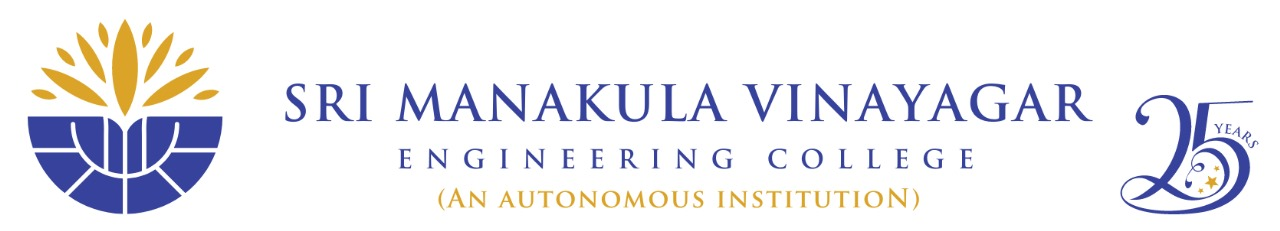 SRI MANAKULA VINAYAGAR
ENGINEERING COLLEGE
(AN AUTONOMOUS INSTITUTION)
25
YEARS